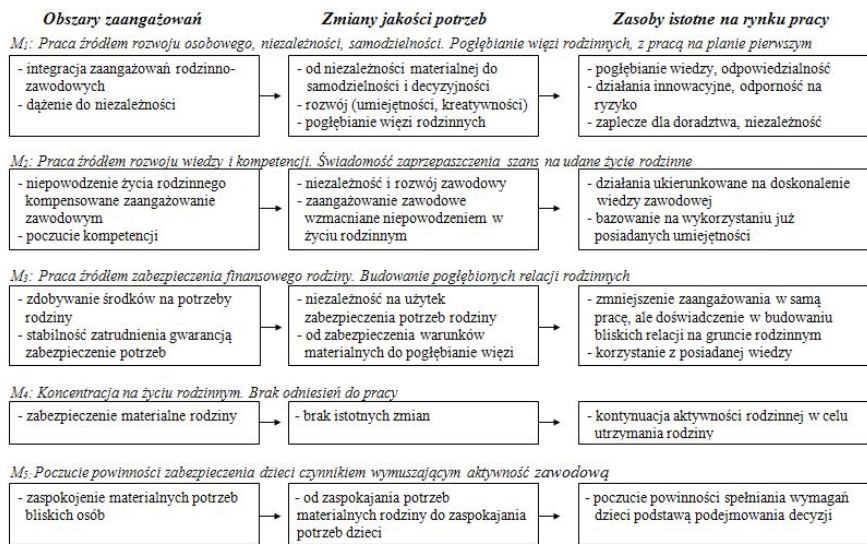 Obszary zaangażowań
Zmiany jakości potrzeb
Zasoby istotne na rynku pracy
M₁: Praca źródłem rozwoju osobowego, niezależności, samodzielności. Pogłębianie więzi rodzinnych, z pracą na planie pierwszym
- integracja zaangażowań rodzinno-
zawodowych
- dążenie do niezależności
- od niezależności materialnej do
samodzielności i decyzyjności
- rozwój (umiejętności, kreatywności)
- pogłębianie więzi rodzinnych
- pogłębianie wiedzy, odpowiedzialność
- działania innowacyjne, odporność na
ryzyko
- zaplecze dla doradztwa, niezależność
M₂: Praca źródłem rozwoju wiedzy i kompetencji. Świadomość zaprzepaszczenia szans na udane życie rodzinne
- niepowodzenie życia rodzinnego
kompensowane zaangażowanie
zawodowym
- poczucie kompetencji
- niezależność i rozwój zawodowy
- zaangażowanie zawodowe
wzmacniane niepowodzeniem w
życiu rodzinnym
- działania ukierunkowane na doskonalenie
wiedzy zawodowej
- bazowanie na wykorzystaniu już
posiadanych umiejętności
M₃: Praca źródłem zabezpieczenia finansowego rodziny. Budowanie pogłębionych relacji rodzinnych
- zdobywanie środków na potrzeby
rodziny
- stabilność zatrudnienia gwarancją
zabezpieczenie potrzeb
- niezależność na użytek
zabezpieczenia potrzeb rodziny
- od zabezpieczenia warunków
materialnych do pogłębianie więzi
- zmniejszenie zaangażowania w samą
pracę, ale doświadczenie w budowaniu
bliskich relacji na gruncie rodzinnym
- korzystanie z posiadanej wiedzy
M₄: Koncentracja na życiu rodzinnym. Brak odniesień do pracy
- zabezpieczenie materialne rodziny
- brak istotnych zmian
- kontynuacja aktywności rodzinnej w celu
utrzymania rodziny
M₅: Poczucie powinności zabezpieczenia dzieci czynnikiem wymuszającym aktywność zawodową
- zaspokojenie materialnych potrzeb
bliskich osób
- od zaspokajania potrzeb
materialnych rodziny do zaspokajania
potrzeb dzieci
- poczucie powinności spełniania wymagań
dzieci podstawą podejmowania decyzji